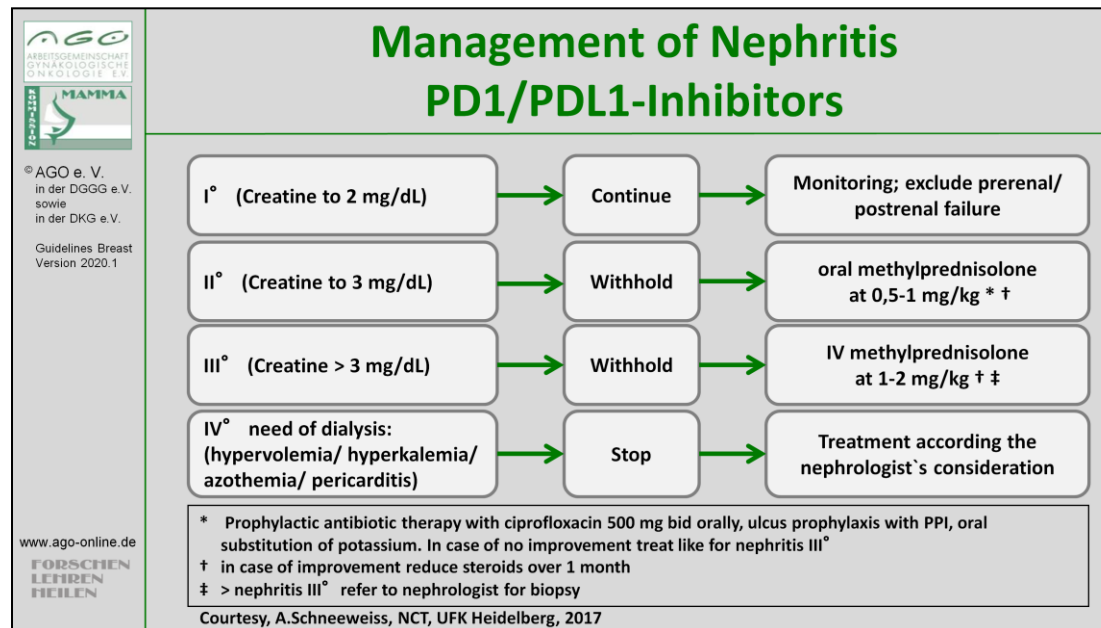 AGO
ARBEITSGEMEINSCHAFT
GYNÄKOLOGISCHE
ONKOLOGIE E.V.
KOMMISSION
MAMMA
© AGO e. V.
in der DGGG e.V.
sowie
in der DKG e.V.
Guidelines Breast
Version 2020.1
www.ago-online.de
FORSCHEN
LEHREN
HEILEN
Management of Nephritis
PD1/PDL1-Inhibitors
I° (Creatine to 2 mg/dL)
Continue
Monitoring; exclude prerenal/
postrenal failure
II° (Creatine to 3 mg/dL)
Withhold
oral methylprednisolone
at 0,5-1 mg/kg * †
III° (Creatine > 3 mg/dL)
Withhold
IV methylprednisolone
at 1-2 mg/kg † ‡
IV° need of dialysis:
(hypervolemia/ hyperkalemia/
azothemia/ pericarditis)
Stop
Treatment according the
nephrologist`s consideration
* Prophylactic antibiotic therapy with ciprofloxacin 500 mg bid orally, ulcus prophylaxis with PPI, oral
substitution of potassium. In case of no improvement treat like for nephritis III°
† in case of improvement reduce steroids over 1 month
‡ > nephritis III° refer to nephrologist for biopsy
Courtesy, A.Schneeweiss, NCT, UFK Heidelberg, 2017